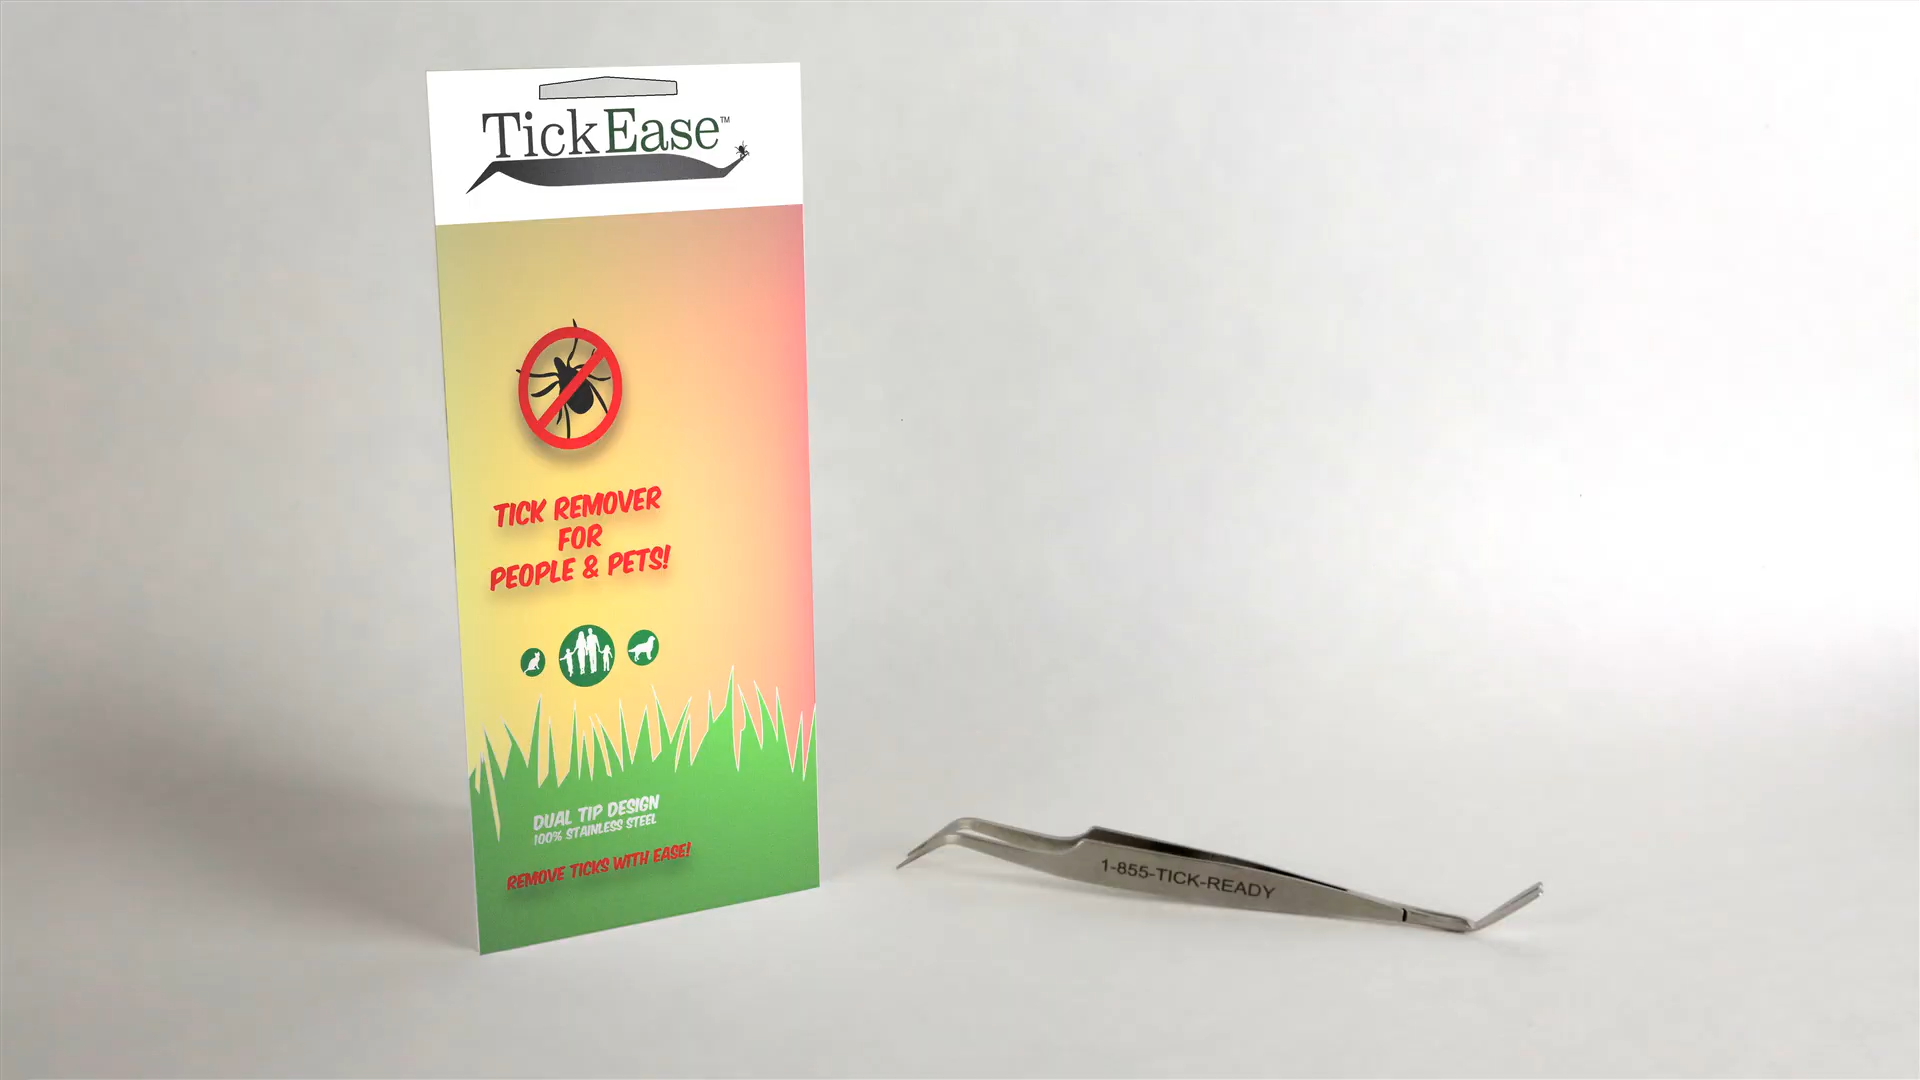 TickEase™
TICK REMOVER
FOR
PEOPLE & PETS!
DUAL TIP DESIGN
100% STAINLESS STEEL
REMOVE TICKS WITH EASE!
1-855-TICK-READY